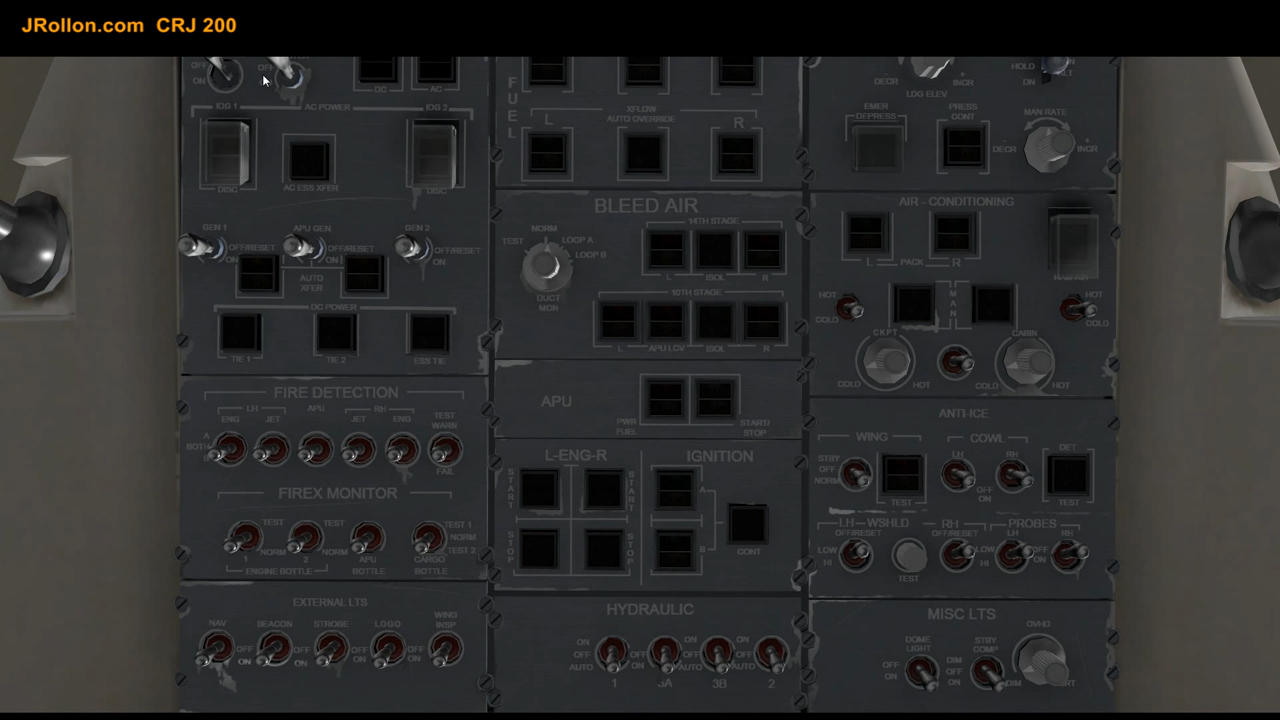 JRollon.com CRJ 200
OFF
ON
OFF
DC
AC
IDG 1
AC POWER
IDG 2
DISC
AC ESS XFER
DISC
GEN 1
OFF/RESET
ON
APU GEN
OFF/RESET
ON
GEN 2
OFF/RESET
ON
AUTO
XFER
DC POWER
TIE 1
TIE 2
ESS TIE
FIRE DETECTION
LH
APU
RH
ENG
JET
JET
ENG
TEST
WARN
A
BOTH
FAIL
FIREX MONITOR
TEST
NORM
TEST
NORM
TEST 1
NORM
TEST 2
1
2
APU
BOTTLE
CARGO
BOTTLE
ENGINE BOTTLE
EXTERNAL LTS
NAV
BEACON
STROBE
LOGO
WING
INSP
OFF
ON
OFF
ON
OFF
ON
OFF
ON
FUEL
XFLOW
L
AUTO OVERRIDE
R
BLEED AIR
NORM
TEST
LOOP A
LOOP B
DUCT
MON
14TH STAGE
L
ISOL
R
10TH STAGE
L
APU LCV
ISOL
R
APU
PWR
FUEL
START/
STOP
L-ENG-R
START
START
STOP
STOP
IGNITION
A
B
CONT
HYDRAULIC
ON
OFF
AUTO
ON
OFF
ON
OFF
AUTO
ON
OFF
AUTO
1
3A
3B
2
HOLD
DN
DECR
INCR
LDG ELEV
EMER
DEPRESS
PRESS
CONT
MAN RATE
DECR
INCR
AIR - CONDITIONING
L
PACK
R
HOT
COLD
MAN
HOT
COLD
CKPT
CABIN
COLD
HOT
COLD
HOT
ANTI-ICE
WING
COWL
DET
STBY
OFF
NORM
TEST
LH
RH
OFF
ON
TEST
LH
WSHLD
RH
PROBES
OFF/RESET
LOW
HI
TEST
OFF/RESET
LOW
HI
LH
OFF
ON
RH
MISC LTS
DOME
LIGHT
STBY
COMP
OVHD
OFF
ON
DIM
OFF
ON
DIM